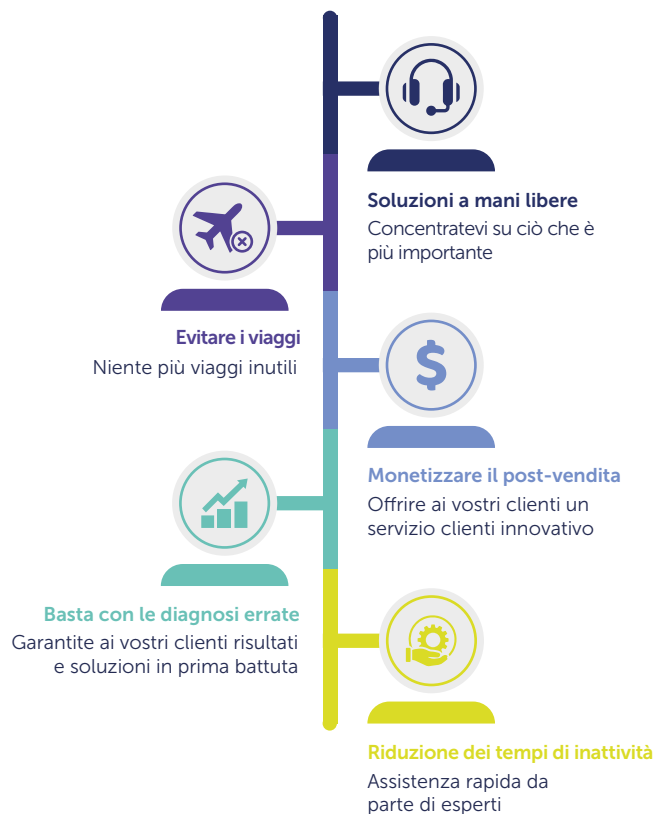 Soluzioni a mani libere
Concentratevi su ciò che è
più importante
Evitare i viaggi
Niente più viaggi inutili
$
Monetizzare il post-vendita
Offrire ai vostri clienti un
servizio clienti innovativo
Basta con le diagnosi errate
Garantite ai vostri clienti risultati
e soluzioni in prima battuta
Riduzione dei tempi di inattività
Assistenza rapida da
parte di esperti